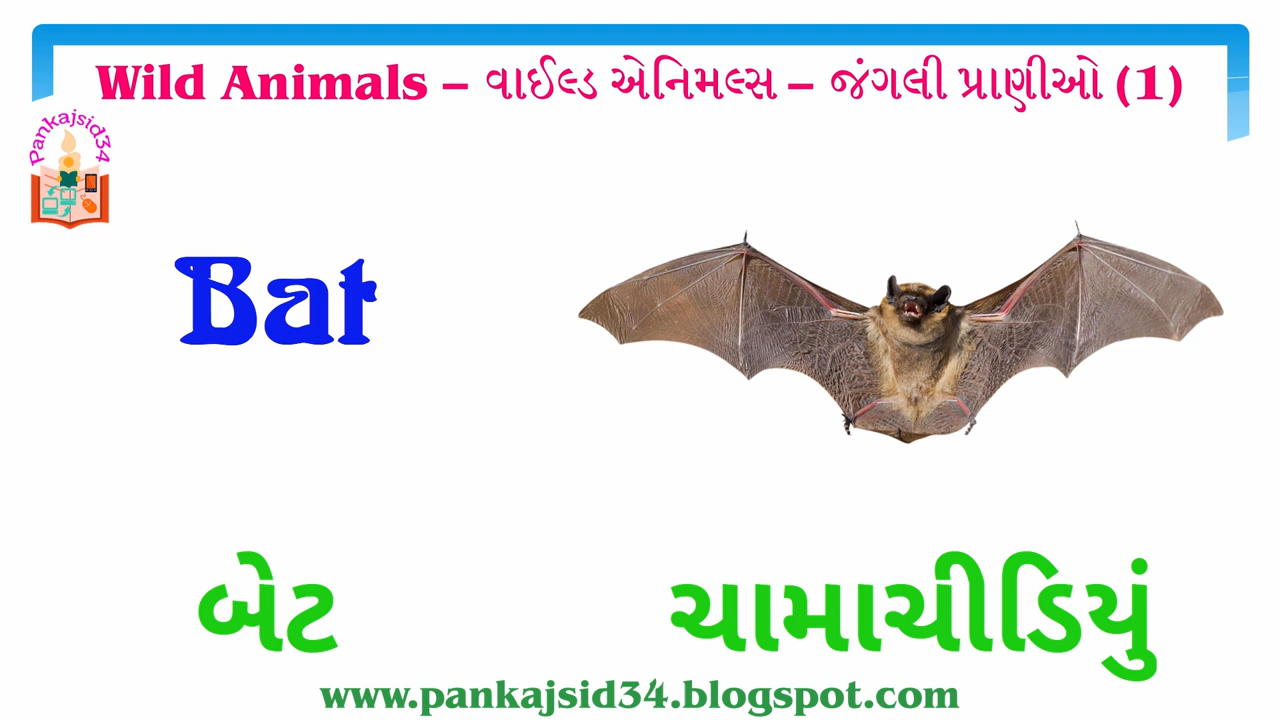 Wild Animals – વાઈલ્ડ એનિમલ્સ – જંગલી પ્રાણીઓ (1)
Pankajsid34
Bat
બેટ
ચામાચીડિયું
www.pankajsid34.blogspot.com